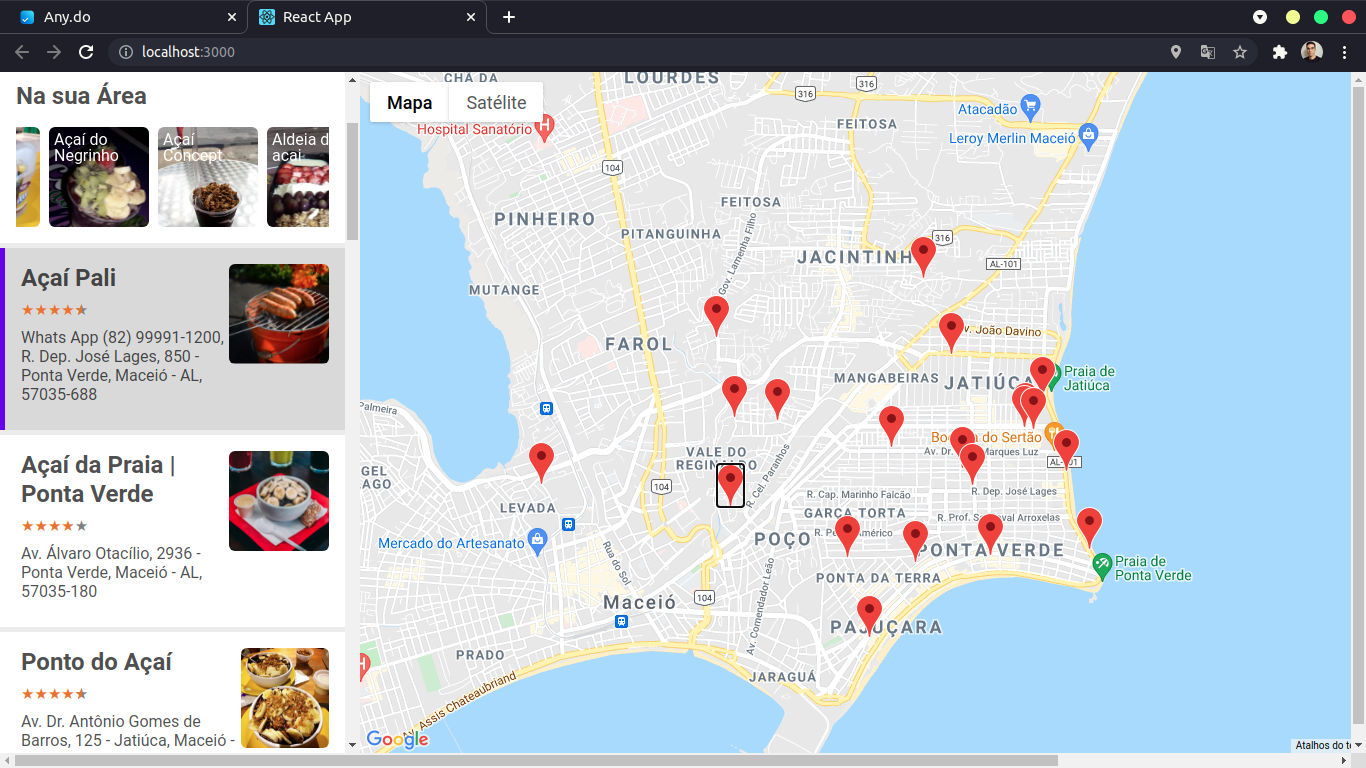 Any.do
React App
localhost:3000
Na sua Área
Açaí do
Negrinho
Açaí
Concept
Aldeia d
açaí
Açaí Pali
★★★★★
Whats App (82) 99991-1200,
R. Dep. José Lages, 850 -
Ponta Verde, Maceió - AL,
57035-688
Açaí da Praia |
Ponta Verde
★★★★★
Av. Álvaro Otacílio, 2936 -
Ponta Verde, Maceió - AL,
57035-180
Ponto do Açaí
★★★★★
Av. Dr. Antônio Gomes de
Barros, 125 - Jatiúca, Maceió -
Mapa
Satélite
CHÃ DA
LOURDES
316
316
Atacadão
FEITOSA
Hospital Sanatório
H
Leroy Merlin Maceió
104
FEITOSA
PINHEIRO
PITANGUINHA
Gov. Lamenha Filho
316
JACINTINH
AL-101
MUTANGE
v. João Davino
FAROL
MANGABEIRAS
JATIÚCA
Praia de
Jatiúca
Palmeira
VALE DO
REGINALDO
R. Cel. Paranhos
Av. Dr.
Marques Luz
do Sertão
GEL
AGO
104
R. Cap. Marinho Falcão
R. Dep. José Lages
LEVADA
GARÇA TORTA
Mercado do Artesanato
POÇO
Américo
PONTA VERDE
Praia de
Ponta Verde
Rua do Sol
PONTA DA TERRA
Av. Comendador Leão
Maceió
104
PAJUÇARA
H
PRADO
JARAGUÁ
Av. Assis Chateaubriand
Google
Atalhos do te